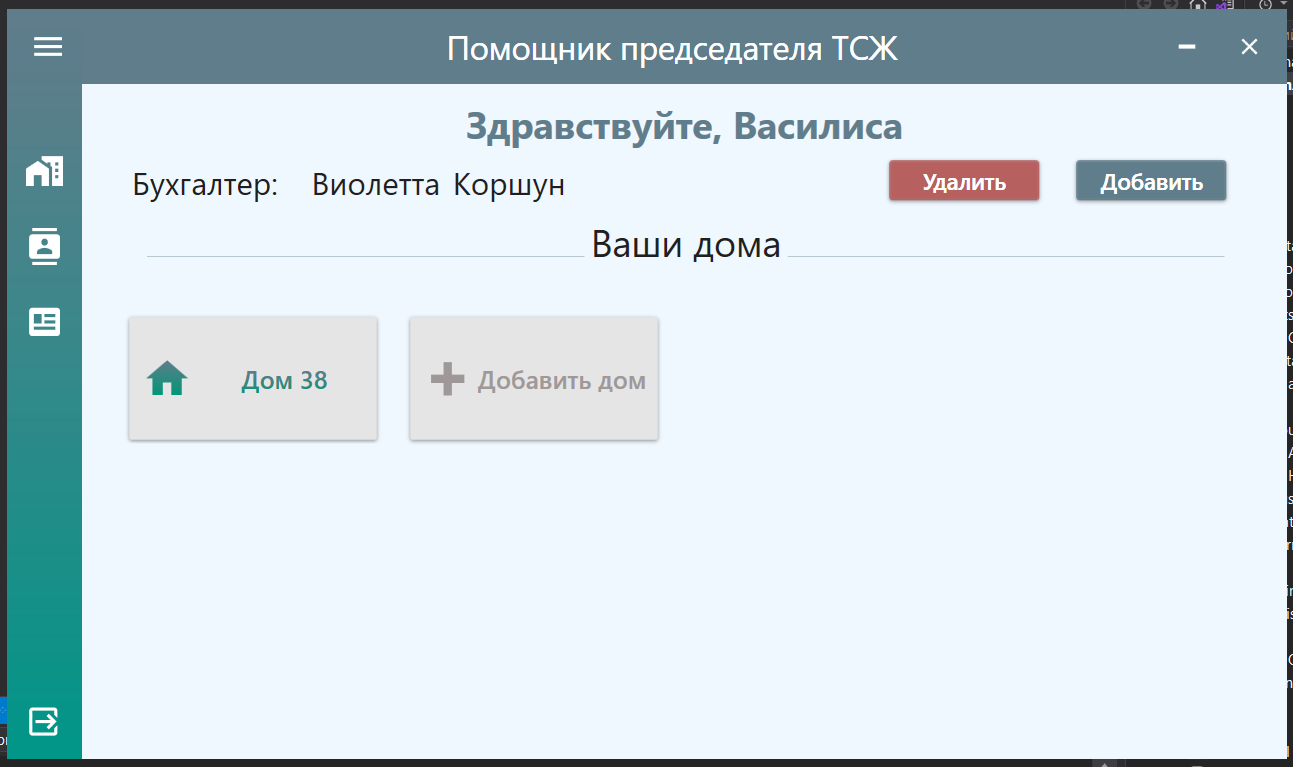 Помощник председателя ТСЖ
Здравствуйте, Василиса
Бухгалтер: Виолетта Коршун
Удалить
Добавить
Ваши дома
Дом 38
Добавить дом